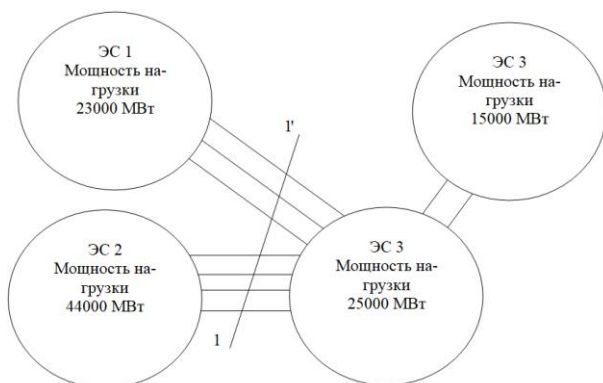 ЭС 1
Мощность на-
грузки
23000 МВт
ЭС 3
Мощность на-
грузки
15000 МВт
1'
ЭС 2
Мощность на-
грузки
44000 МВт
ЭС 3
Мощность на-
грузки
25000 МВт
1